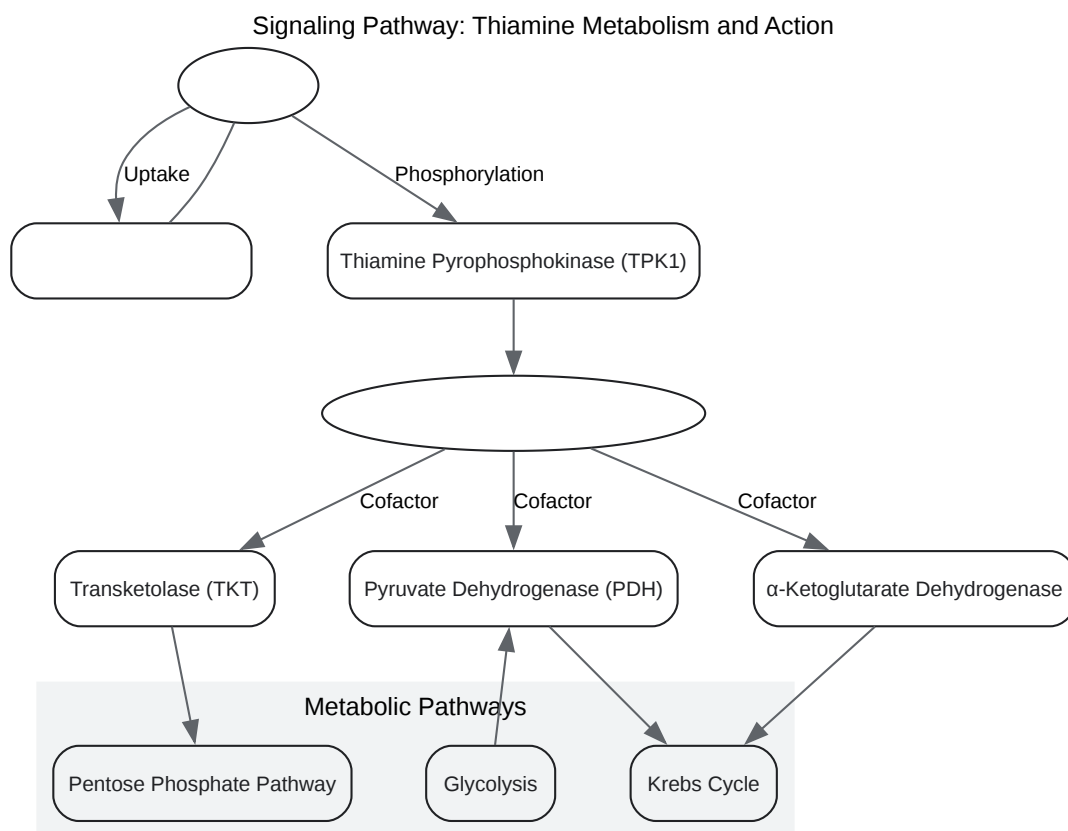 Signaling Pathway: Thiamine Metabolism and Action
Uptake
Phosphorylation
Thiamine Pyrophosphokinase (TPK1)
Cofactor
Cofactor
Cofactor
Transketolase (TKT)
Pyruvate Dehydrogenase (PDH)
α-Ketoglutarate Dehydrogenase
Metabolic Pathways
Pentose Phosphate Pathway
Glycolysis
Krebs Cycle